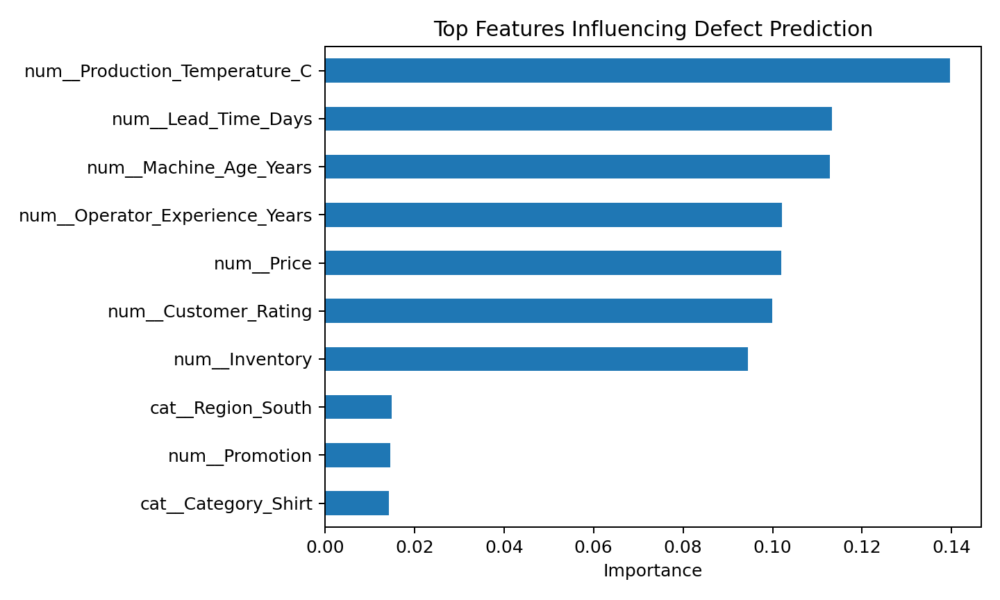 Top Features Influencing Defect Prediction
num__Production_Temperature_C
num__Lead_Time_Days
num__Machine_Age_Years
num__Operator_Experience_Years
num__Price
num__Customer_Rating
num__Inventory
cat__Region_South
num__Promotion
cat__Category_Shirt
0.00 0.02 0.04 0.06 0.08 0.10 0.12 0.14
Importance